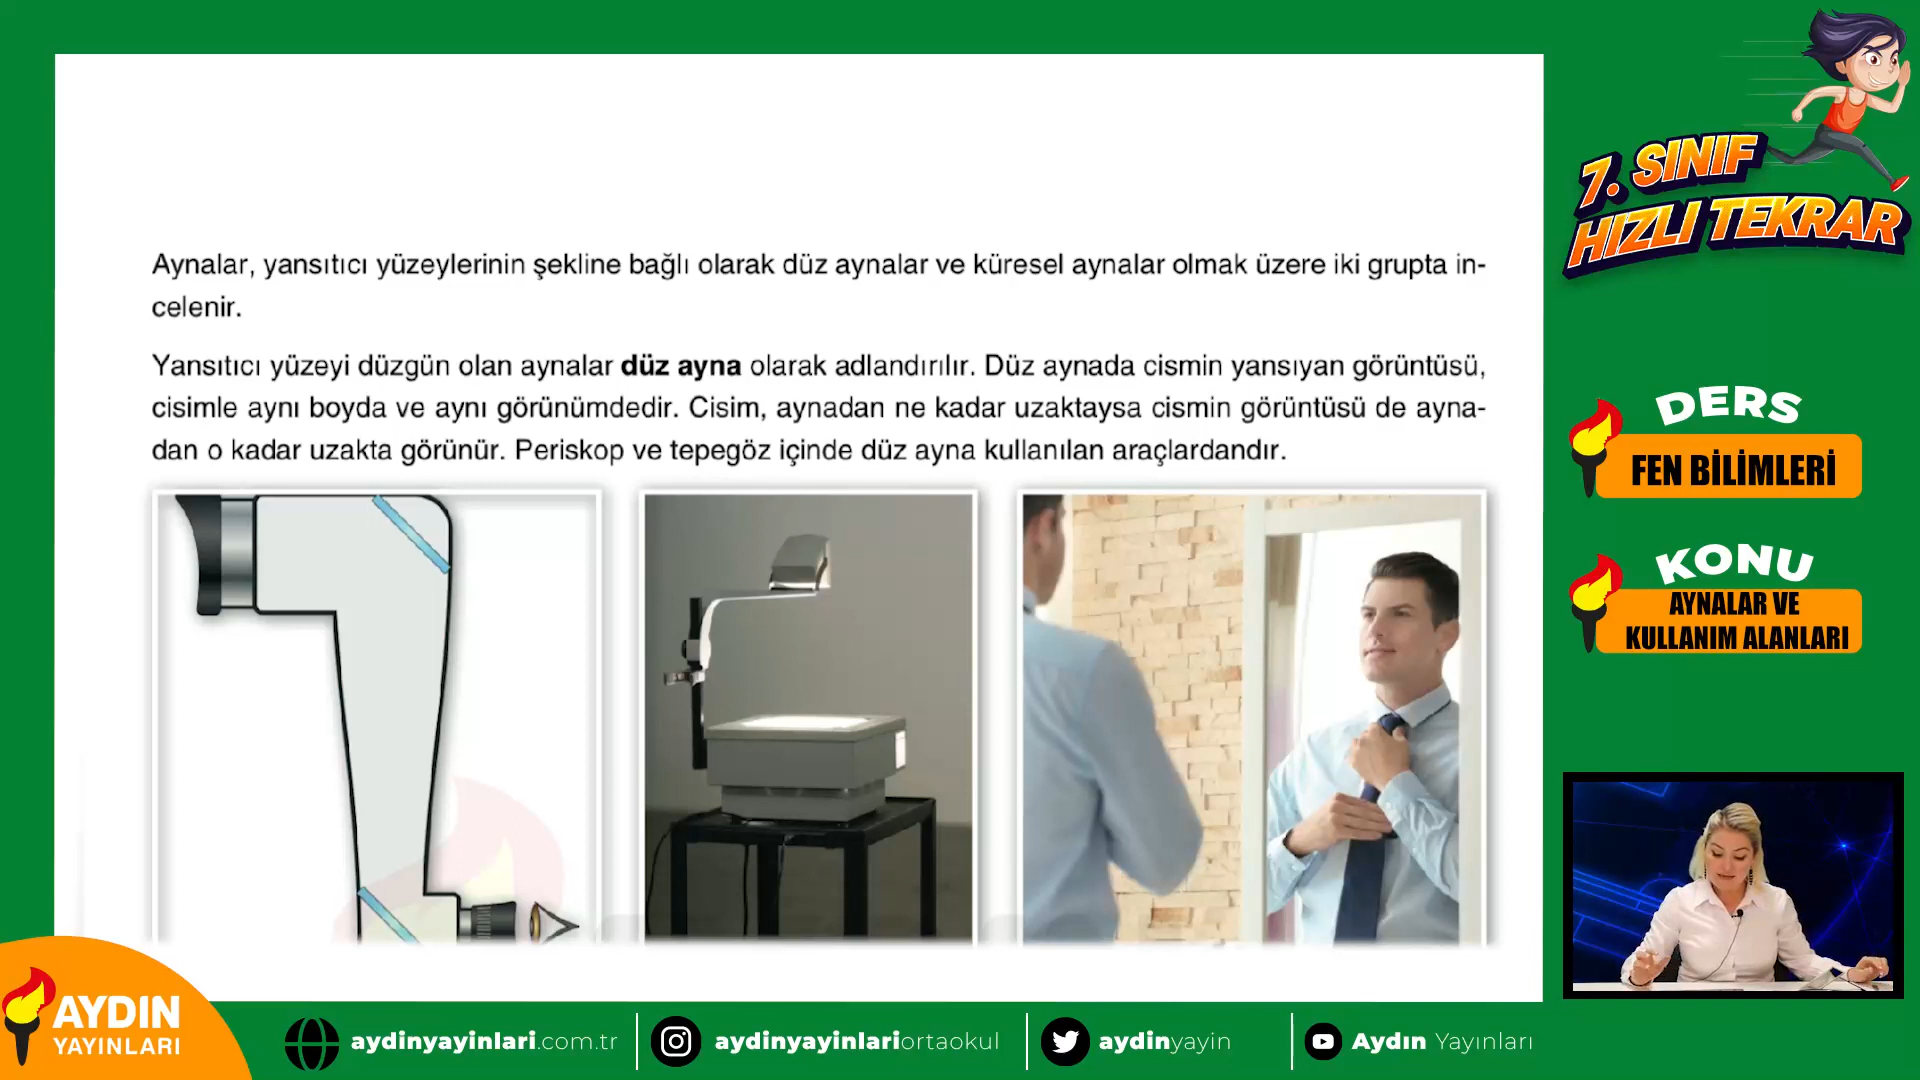 7. SINIF
HIZLI TEKRAR
Aynalar, yansıtıcı yüzeylerinin şekline bağlı olarak düz aynalar ve küresel aynalar olmak üzere iki grupta in-
celenir.
Yansıtıcı yüzeyi düzgün olan aynalar düz ayna olarak adlandırılır. Düz aynada cismin yansıyan görüntüsü,
cisimle aynı boyda ve aynı görünümdedir. Cisim, aynadan ne kadar uzaktaysa cismin görüntüsü de ayna-
dan o kadar uzakta görünür. Periskop ve tepegöz içinde düz ayna kullanılan araçlardandır.
DERS
FEN BİLİMLERİ
KONU
AYNALAR VE
KULLANIM ALANLARI
AYDIN
YAYINLARI
aydinyayinlari.com.tr
aydinyayinlariortaokul
aydinyayin
Aydın Yayınları